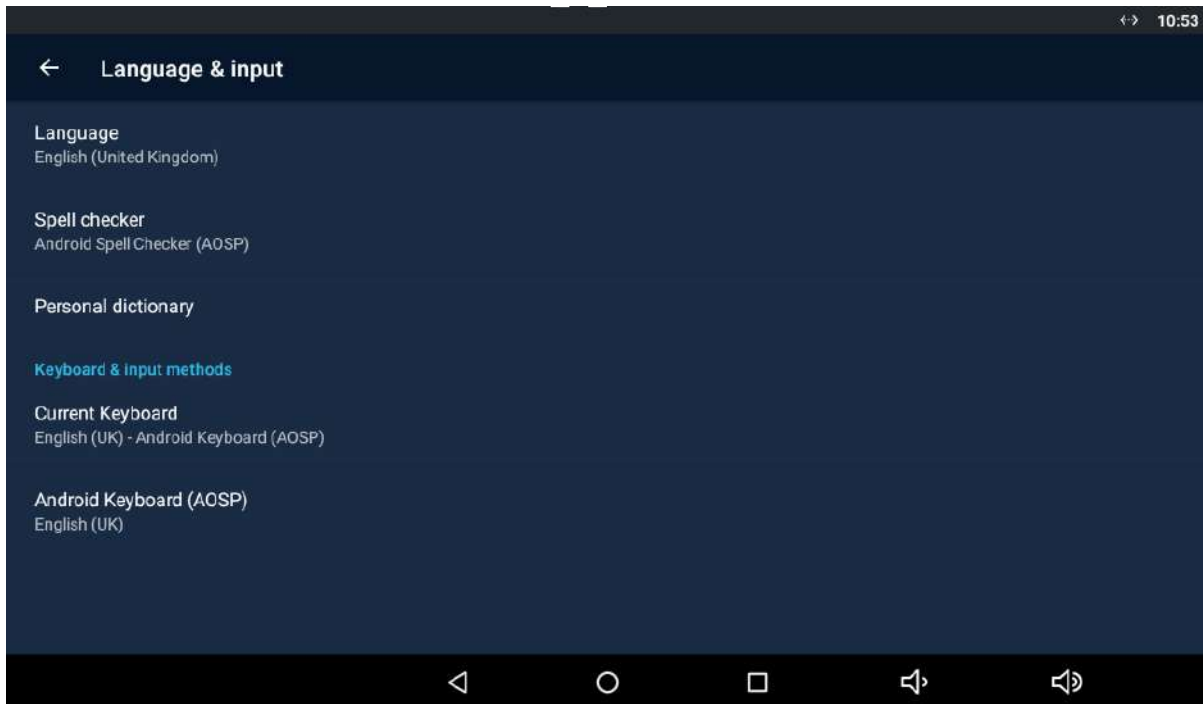 10:53
Language & input
Language
English (United Kingdom)
Spell checker
Android Spell Checker (AOSP)
Personal dictionary
Keyboard & input methods
Current Keyboard
English (UK) - Android Keyboard (AOSP)
Android Keyboard (AOSP)
English (UK)